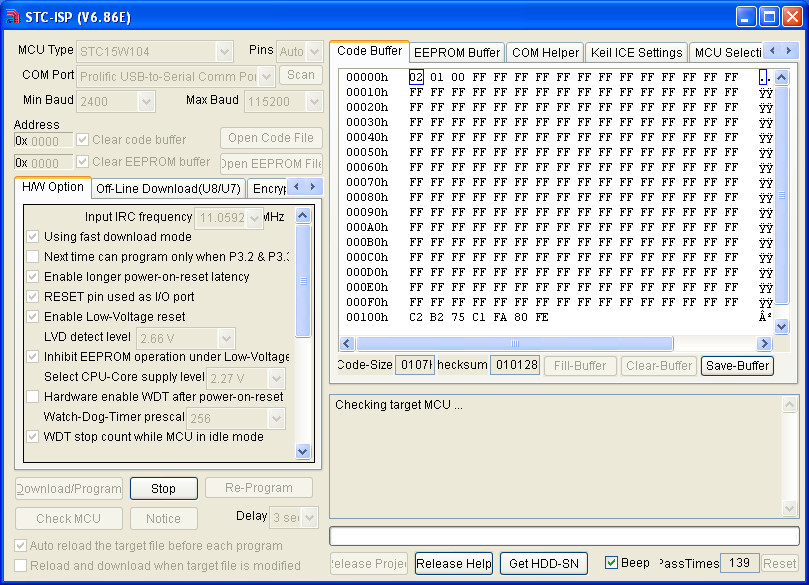 STC-ISP (V6.86E)
MCU Type STC15W104 Pins Auto
COM Port Prolific USB-to-Serial Comm Po Scan
Min Baud 2400 Max Baud 115200
Address
0x 0000 Clear code buffer Open Code File
0x 0000 Clear EEPROM buffer Open EEPROM File
H/W Option Off-Line Download(U8/U7) Encryp
Input IRC frequency 11.0592 MHz
Using fast download mode
Next time can program only when P3.2 & P3.3
Enable longer power-on-reset latency
RESET pin used as I/O port
Enable Low-Voltage reset
LVD detect level 2.66 V
Inhibit EEPROM operation under Low-Voltage
Select CPU-Core supply level 2.27 V
Hardware enable WDT after power-on-reset
Watch-Dog-Timer prescal 256
WDT stop count while MCU in idle mode
Download/Program Stop Re-Program
Check MCU Notice Delay 3 sec
Auto reload the target file before each program
Reload and download when target file is modified
Code Buffer EEPROM Buffer COM Helper Keil ICE Settings MCU Selecti
00000h 02 01 00 FF FF FF FF FF FF FF FF FF FF FF FF FF . .
00010h FF FF FF FF FF FF FF FF FF FF FF FF FF FF FF FF ÿÿ
00020h FF FF FF FF FF FF FF FF FF FF FF FF FF FF FF FF ÿÿ
00030h FF FF FF FF FF FF FF FF FF FF FF FF FF FF FF FF ÿÿ
00040h FF FF FF FF FF FF FF FF FF FF FF FF FF FF FF FF ÿÿ
00050h FF FF FF FF FF FF FF FF FF FF FF FF FF FF FF FF ÿÿ
00060h FF FF FF FF FF FF FF FF FF FF FF FF FF FF FF FF ÿÿ
00070h FF FF FF FF FF FF FF FF FF FF FF FF FF FF FF FF ÿÿ
00080h FF FF FF FF FF FF FF FF FF FF FF FF FF FF FF FF ÿÿ
00090h FF FF FF FF FF FF FF FF FF FF FF FF FF FF FF FF ÿÿ
000A0h FF FF FF FF FF FF FF FF FF FF FF FF FF FF FF FF ÿÿ
000B0h FF FF FF FF FF FF FF FF FF FF FF FF FF FF FF FF ÿÿ
000C0h FF FF FF FF FF FF FF FF FF FF FF FF FF FF FF FF ÿÿ
000D0h FF FF FF FF FF FF FF FF FF FF FF FF FF FF FF FF ÿÿ
000E0h FF FF FF FF FF FF FF FF FF FF FF FF FF FF FF FF ÿÿ
000F0h FF FF FF FF FF FF FF FF FF FF FF FF FF FF FF FF ÿÿ
00100h C2 B2 75 C1 FA 80 FE Â²
Code-Size 0107H hecksum 010128 Fill-Buffer Clear-Buffer Save-Buffer
Checking target MCU ...
Release Projec Release Help Get HDD-SN Beep PassTimes 139 Reset